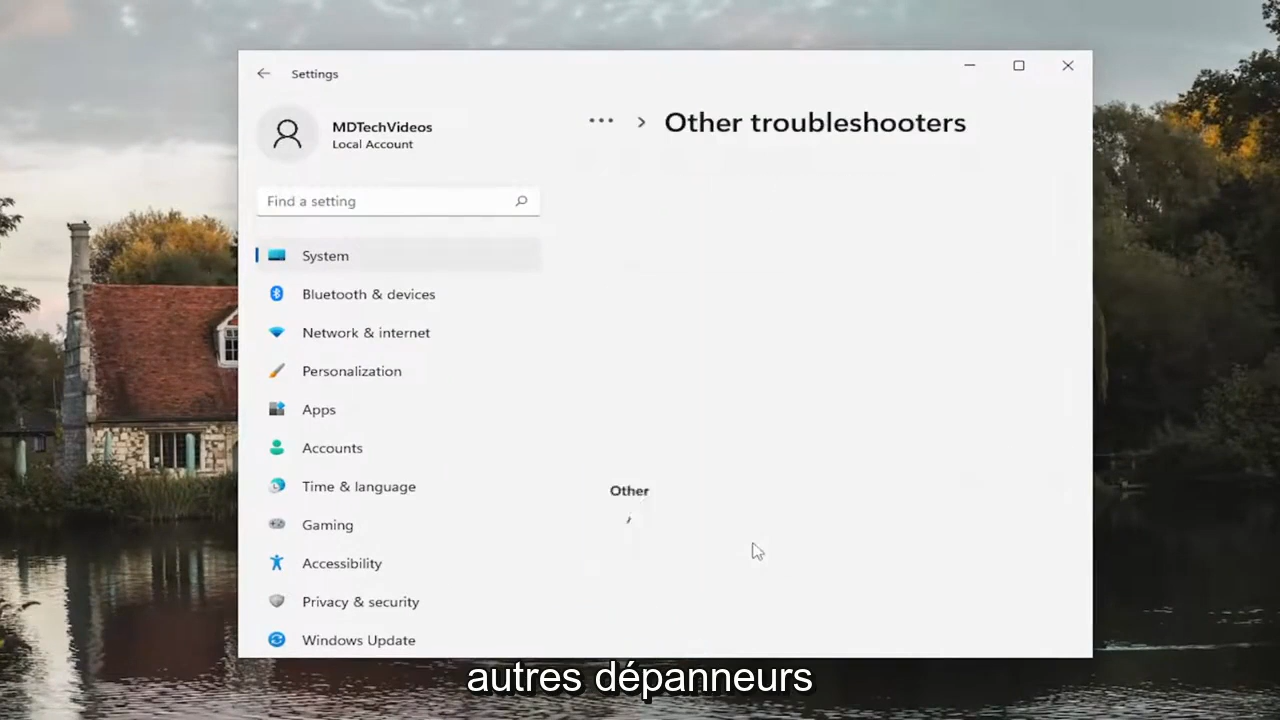 Settings
MDTechVideos
Local Account
Find a setting
System
Bluetooth & devices
Network & internet
Personalization
Apps
Accounts
Time & language
Gaming
Accessibility
Privacy & security
Windows Update
... > Other troubleshooters
Other
autres dépanneurs